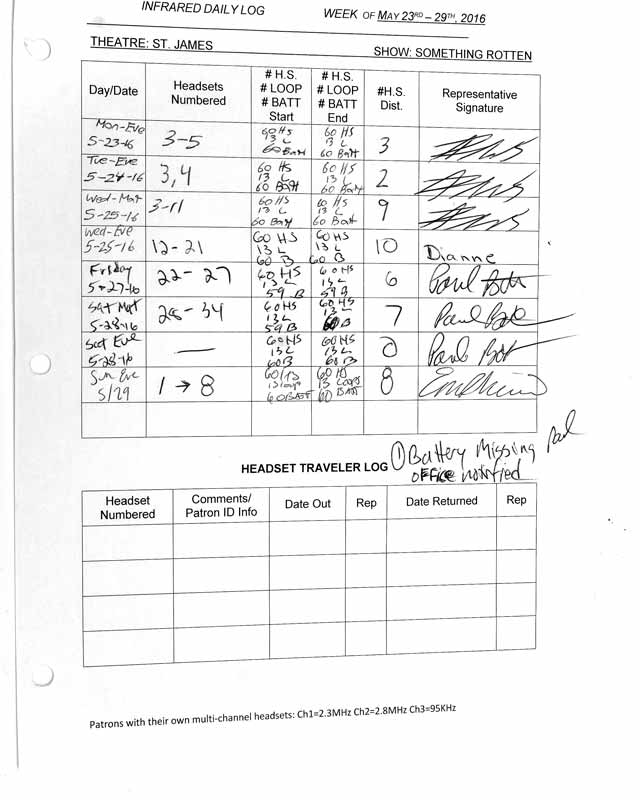 INFRARED DAILY LOG WEEK OF MAY 23RD – 29TH, 2016
THEATRE: ST. JAMES SHOW: SOMETHING ROTTEN
Day/Date Headsets Numbered # H.S. # LOOP # BATT Start # H.S. # LOOP # BATT End #H.S. Dist. Representative Signature
Mon-Eve 5-23-16 3-5 60 HS 13 L 60 Batt 60 HS 13 L 60 Batt 3
Tue-Eve 5-24-16 3,4 60 HS 13 L 60 Batt 60 HS 13 L 60 Batt 2
Wed-Mat 5-25-16 3-11 60 HS 13 L 60 Batt 60 HS 13 L 60 Batt 9
Wed-Eve 5-25-16 12-21 60 HS 13 L 60 B 60 HS 13 L 60 B 10 Dianne
Friday 5-27-16 22-27 60 HS 13 L 59 B 60 HS 13 L 59 B 6 Paul
Sat Mat 5-28-16 28-34 60 HS 13 L 59 B 60 HS 13 L 60 B 7 Paul
Sat Eve 5-28-16 — 60 HS 13 L 60 B 60 HS 13 L 60 B 0 Paul
Sun Eve 5/29 1 → 8 60 HS 13 loops 60 BATT 60 HS 13 Loops 60 BATT 8
① Battery Missing Paul
office notified
HEADSET TRAVELER LOG
Headset Numbered Comments/ Patron ID Info Date Out Rep Date Returned Rep
Patrons with their own multi-channel headsets: Ch1=2.3MHz Ch2=2.8MHz Ch3=95KHz